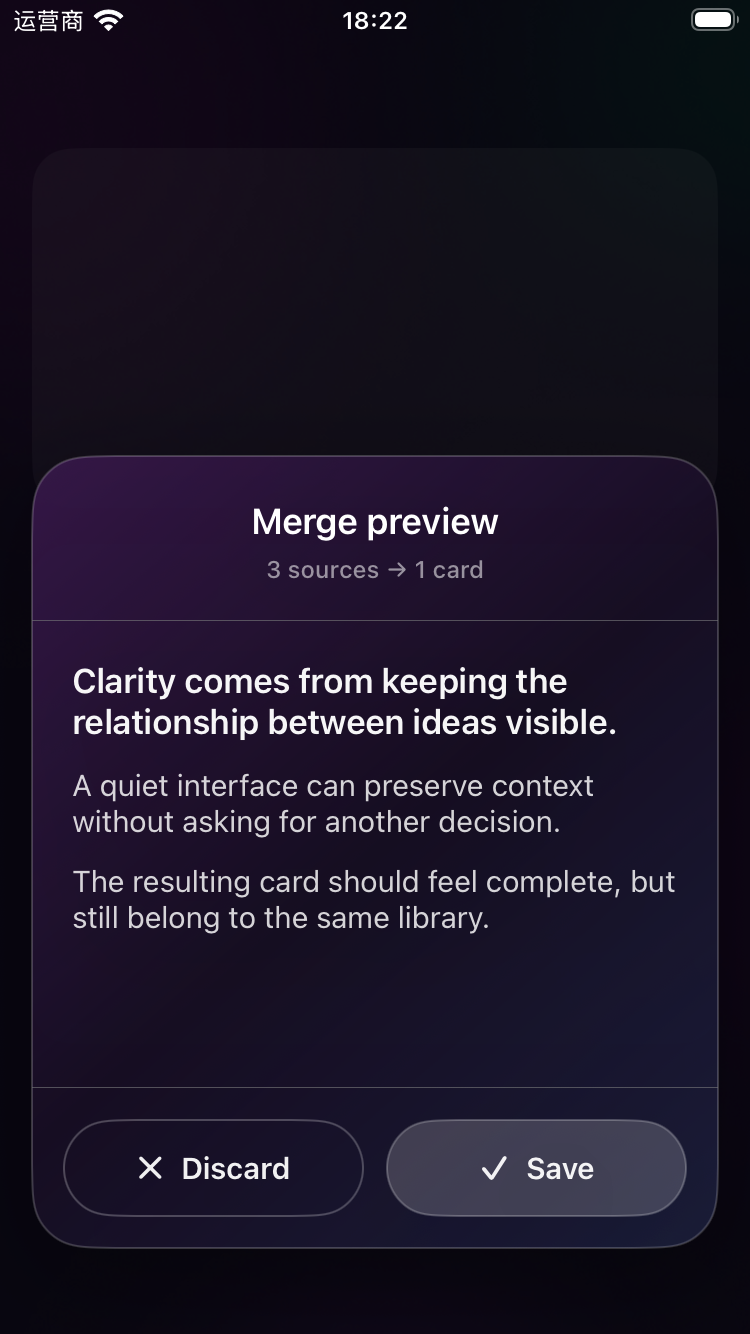 运营商
18:22
Merge preview
3 sources → 1 card
Clarity comes from keeping the
relationship between ideas visible.
A quiet interface can preserve context
without asking for another decision.
The resulting card should feel complete, but
still belong to the same library.
Discard
Save